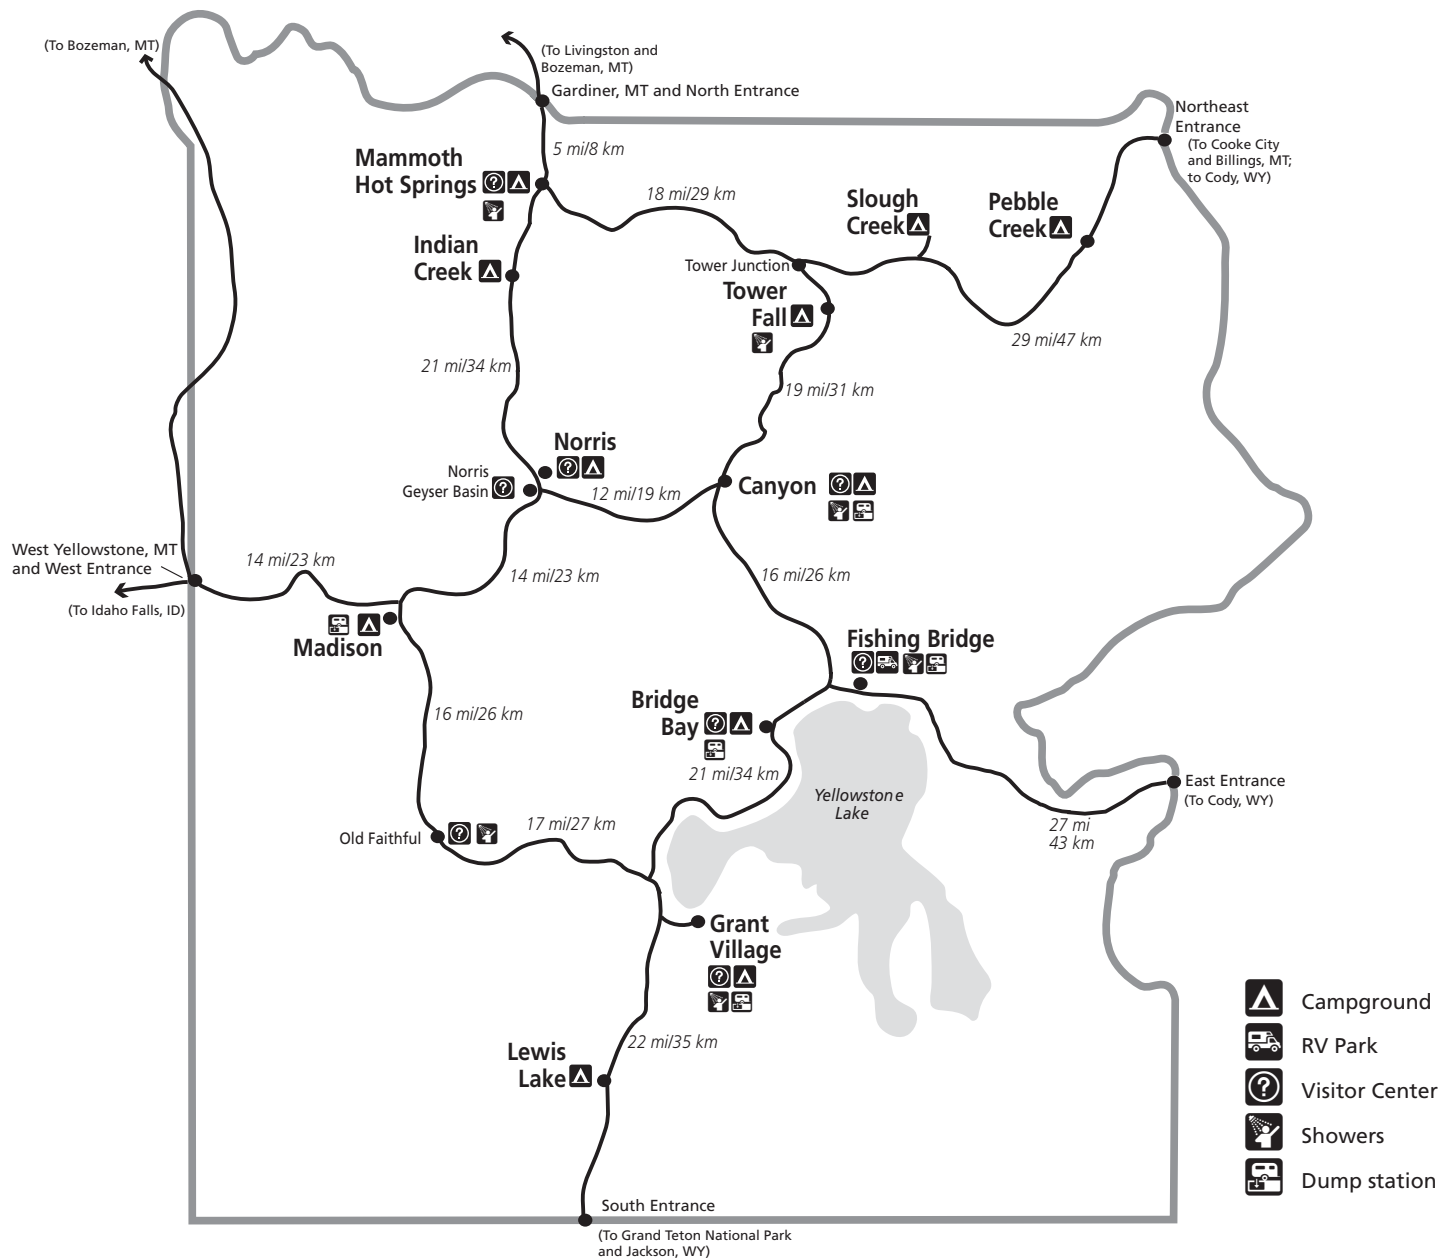 (To Bozeman, MT)
(To Livingston and
Bozeman, MT)
Gardiner, MT and North Entrance
Northeast
Entrance
(To Cooke City
and Billings, MT;
to Cody, WY)
5 mi/8 km
Mammoth
Hot Springs
18 mi/29 km
Slough
Creek
Pebble
Creek
Indian
Creek
Tower Junction
Tower
Fall
29 mi/47 km
21 mi/34 km
19 mi/31 km
Norris
Norris
Geyser Basin
12 mi/19 km
Canyon
West Yellowstone, MT
and West Entrance
14 mi/23 km
14 mi/23 km
16 mi/26 km
(To Idaho Falls, ID)
Madison
Fishing Bridge
16 mi/26 km
Bridge
Bay
21 mi/34 km
Yellowstone
Lake
East Entrance
(To Cody, WY)
27 mi
43 km
Old Faithful
17 mi/27 km
Grant
Village
22 mi/35 km
Lewis
Lake
South Entrance
(To Grand Teton National Park
and Jackson, WY)
Campground
RV Park
Visitor Center
Showers
Dump station